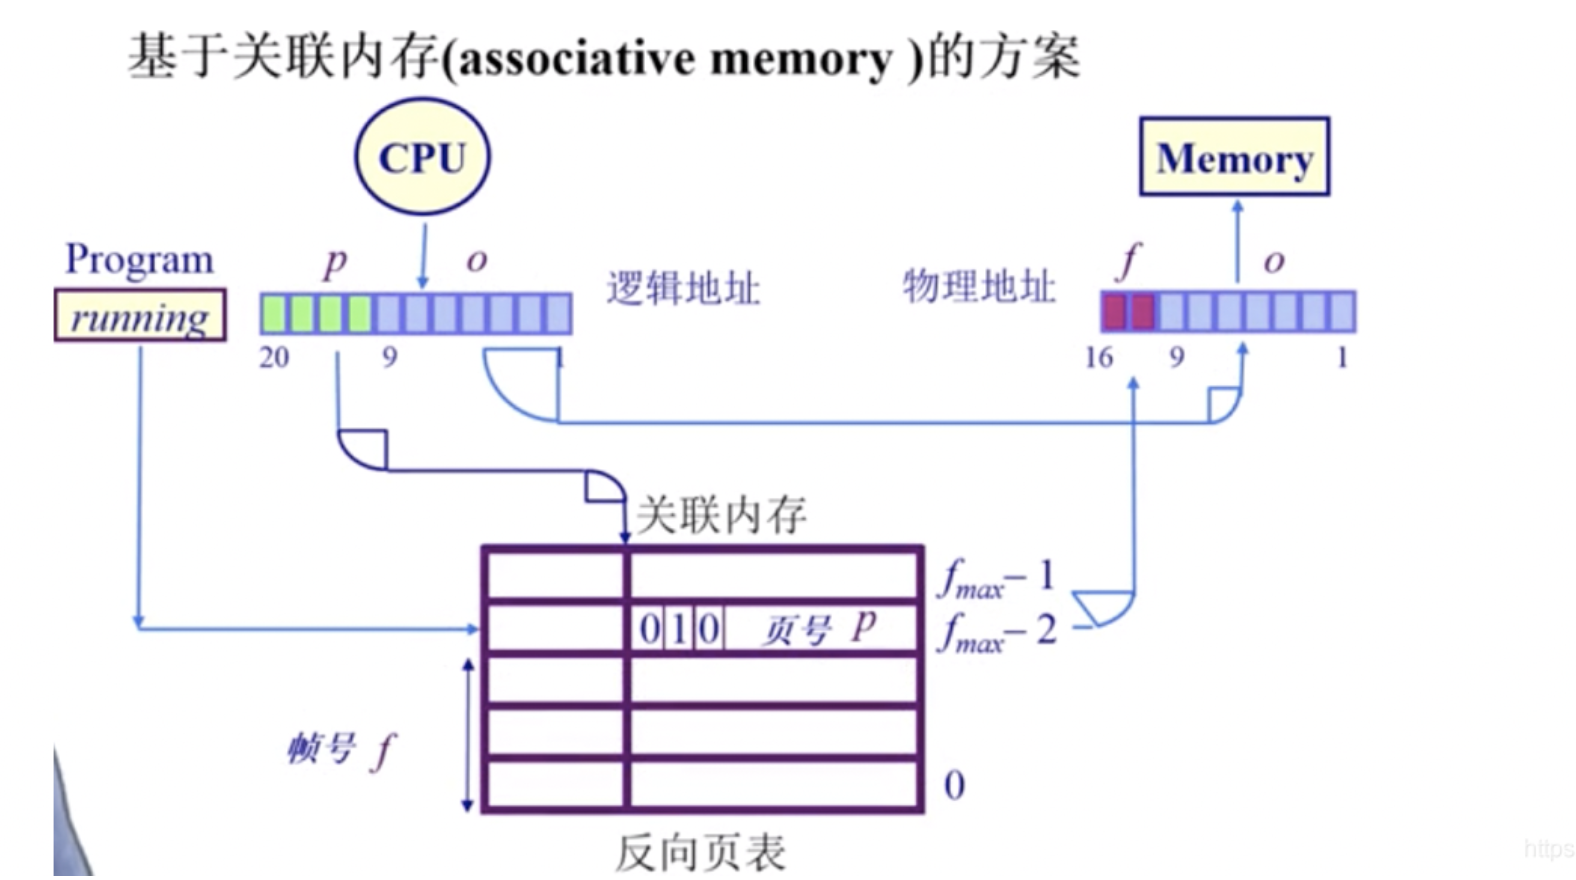 基于关联内存(associative memory )的方案
CPU
Memory
Program
p
o
逻辑地址
物理地址
f
o
running
20
9
1
16
9
1
关联内存
f max – 1
0 1 0 页号 p
f max – 2
帧号 f
0
反向页表
https